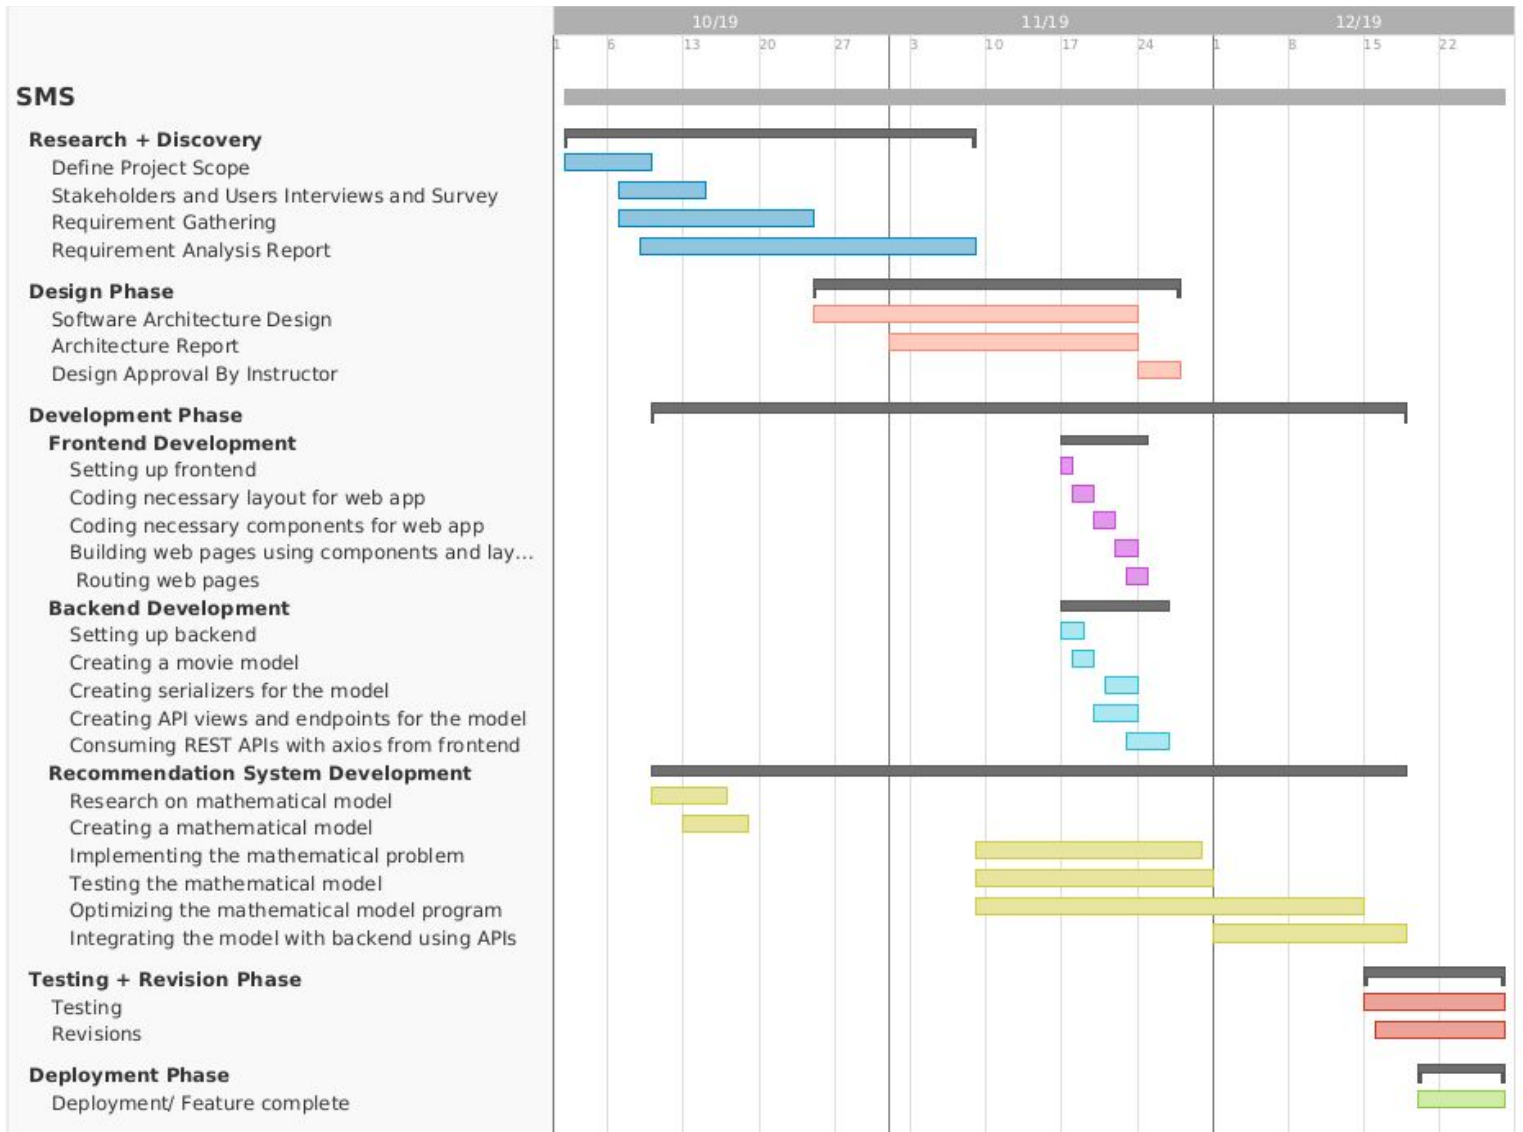 10/19 11/19 12/19
1 6 13 20 27 3 10 17 24 1 8 15 22
SMS
Research + Discovery
Define Project Scope
Stakeholders and Users Interviews and Survey
Requirement Gathering
Requirement Analysis Report
Design Phase
Software Architecture Design
Architecture Report
Design Approval By Instructor
Development Phase
Frontend Development
Setting up frontend
Coding necessary layout for web app
Coding necessary components for web app
Building web pages using components and lay...
Routing web pages
Backend Development
Setting up backend
Creating a movie model
Creating serializers for the model
Creating API views and endpoints for the model
Consuming REST APIs with axios from frontend
Recommendation System Development
Research on mathematical model
Creating a mathematical model
Implementing the mathematical problem
Testing the mathematical model
Optimizing the mathematical model program
Integrating the model with backend using APIs
Testing + Revision Phase
Testing
Revisions
Deployment Phase
Deployment/ Feature complete